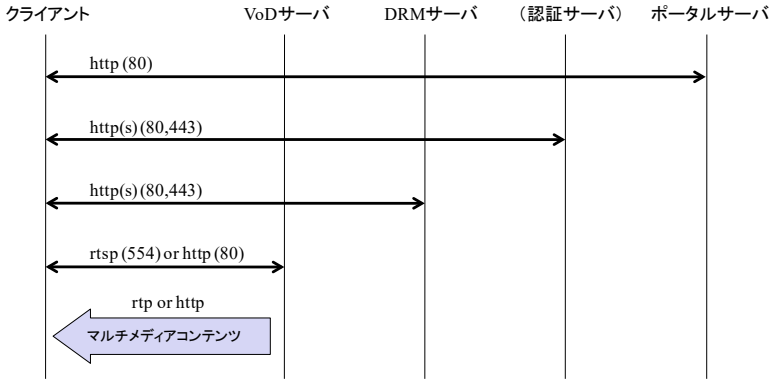 クライアント
VoDサーバ
DRMサーバ
（認証サーバ）
ポータルサーバ
http (80)
http(s) (80,443)
http(s) (80,443)
rtsp (554) or http (80)
rtp or http
マルチメディアコンテンツ